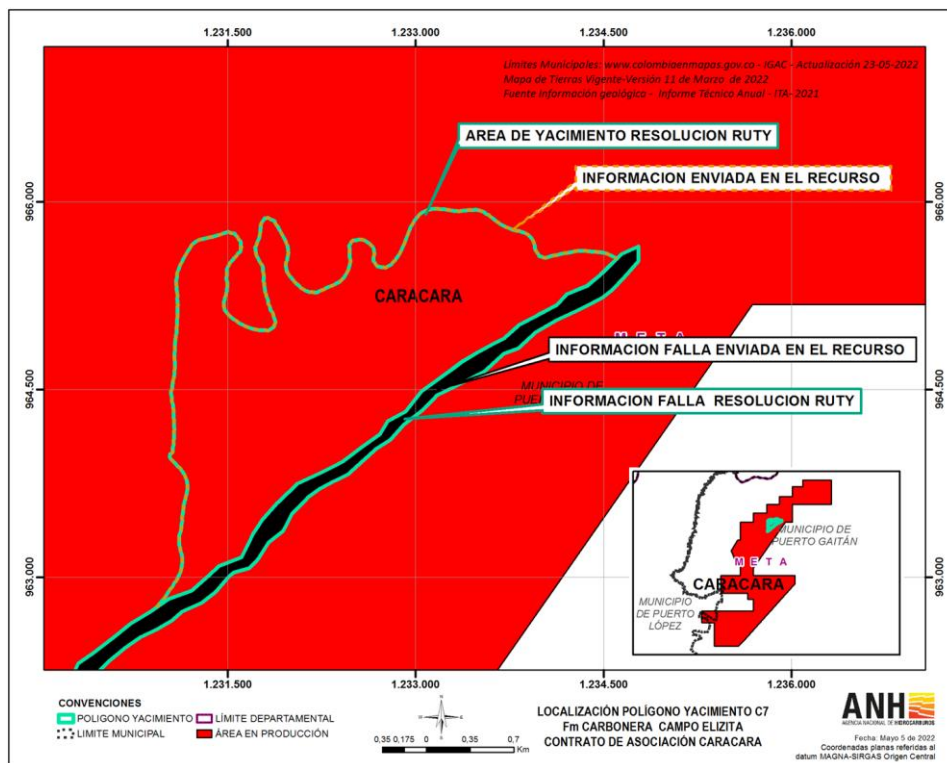 1.231.500 1.233.000 1.234.500 1.236.000
Límites Municipales: www.colombiaenmapas.gov.co - IGAC - Actualización 23-05-2022
Mapa de Tierras Vigente-Versión 11 de Marzo de 2022
Fuente Información geológico - Informe Técnico Anual - ITA- 2021
AREA DE YACIMIENTO RESOLUCION RUTY
INFORMACION ENVIADA EN EL RECURSO
966.000 966.000
CARACARA
META
INFORMACION FALLA ENVIADA EN EL RECURSO
MUNICIPIO DE
964.500 964.500
INFORMACION FALLA RESOLUCION RUTY
MUNICIPIO DE
PUERTO GAITÁN
META
CARACARA
MUNICIPIO
DE PUERTO
LÓPEZ
963.000 963.000
1.231.500 1.233.000 1.234.500 1.236.000
CONVENCIONES
POLIGONO YACIMIENTO
LÍMITE DEPARTAMENTAL
LIMITE MUNICIPAL
ÁREA EN PRODUCCIÓN
N
0,35 0,175 0 0,35 0,7
Km
LOCALIZACIÓN POLÍGONO YACIMIENTO C7
Fm CARBONERA CAMPO ELIZITA
CONTRATO DE ASOCIACIÓN CARACARA
ANH
AGENCIA NACIONAL DE HIDROCARBUROS
Fecha: Mayo 5 de 2022
Coordenadas planas referidas al
datum MAGNA-SIRGAS Origen Central